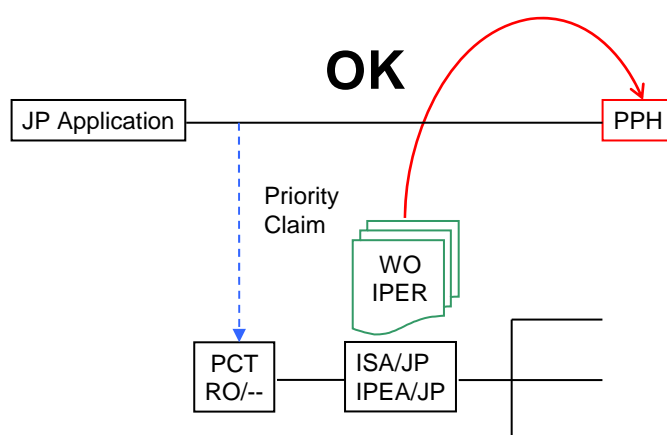 OK
JP Application
PPH
Priority
Claim
WO
IPER
PCT
RO/--
ISA/JP
IPEA/JP